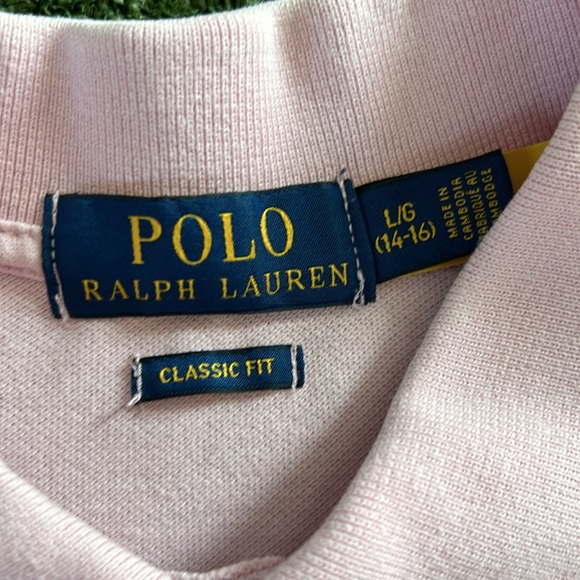 POLO
RALPH LAUREN
L/G
(14-16)
MADE IN
CAMBODIA
FABRIQUÉ AU
CAMBODGE
CLASSIC FIT